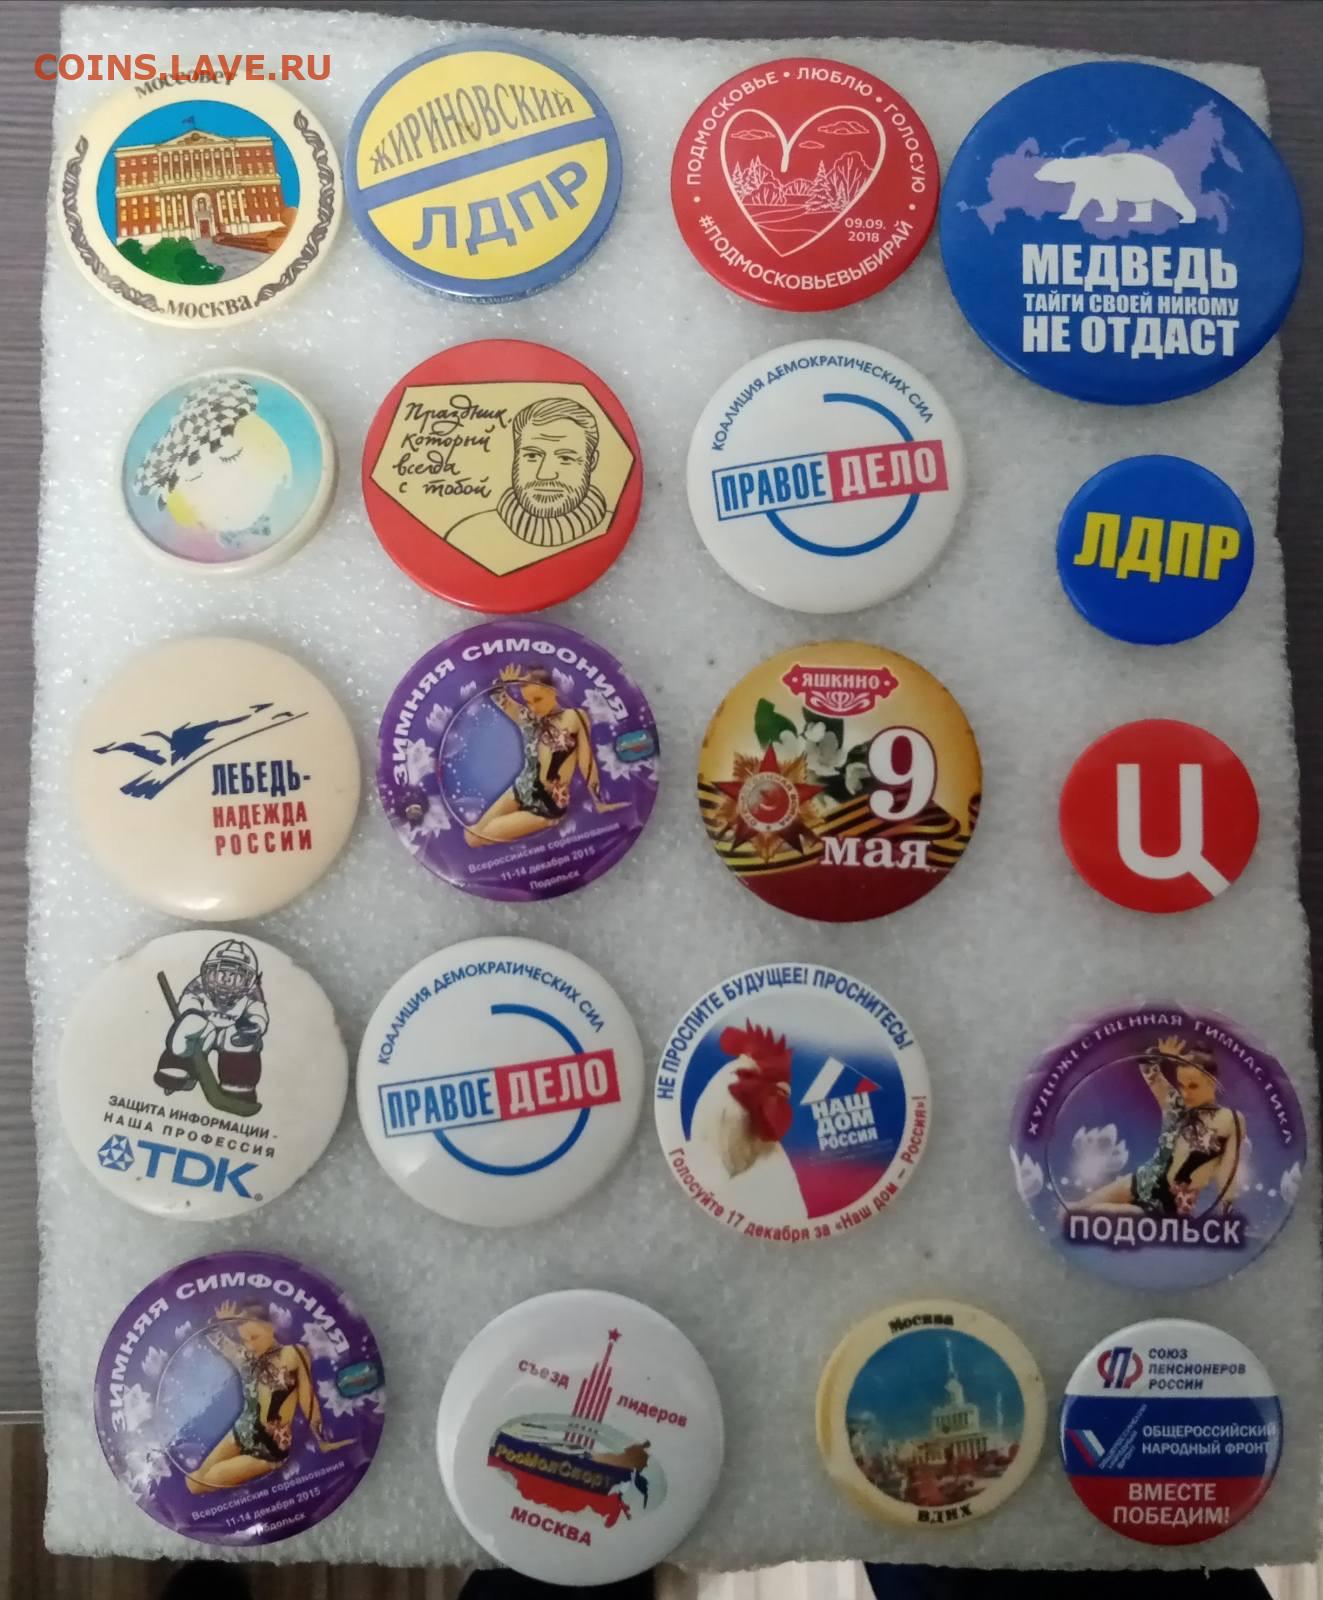 COINS.LAVE.RU
моссовет
МОСКВА
ЖИРИНОВСКИЙ
ЛДПР
• ПОДМОСКОВЬЕ • ЛЮБЛЮ • ГОЛОСУЮ •
09.09.
2018
#ПОДМОСКОВЬЕВЫБИРАЙ
МЕДВЕДЬ
ТАЙГИ СВОЕЙ НИКОМУ
НЕ ОТДАСТ
Праздник,
который
всегда
с тобой
КОАЛИЦИЯ ДЕМОКРАТИЧЕСКИХ СИЛ
ПРАВОЕ ДЕЛО
ЛДПР
ЛЕБЕДЬ-
НАДЕЖДА
РОССИИ
ЗИМНЯЯ СИМФОНИЯ
Всероссийские соревнования
11-14 декабря 2015
Подольск
• ЯШКИНО •
9
мая
Ц
TDK
ЗАЩИТА ИНФОРМАЦИИ -
НАША ПРОФЕССИЯ
TDK®
КОАЛИЦИЯ ДЕМОКРАТИЧЕСКИХ СИЛ
ПРАВОЕ ДЕЛО
НЕ ПРОСПИТЕ БУДУЩЕЕ! ПРОСНИТЕСЬ!
НАШ
ДОМ
РОССИЯ
Голосуйте 17 декабря за «Наш дом – Россия»!
ХУДОЖЕСТВЕННАЯ ГИМНАСТИКА
ПОДОЛЬСК
ЗИМНЯЯ СИМФОНИЯ
Всероссийские соревнования
11-14 декабря 2015
Подольск
съезд
лидеров
РосМолСпорт
МОСКВА
Москва
ВДНХ
СОЮЗ
ПЕНСИОНЕРОВ
РОССИИ
ОБЩЕРОССИЙСКИЙ
НАРОДНЫЙ ФРОНТ
ВМЕСТЕ
ПОБЕДИМ!